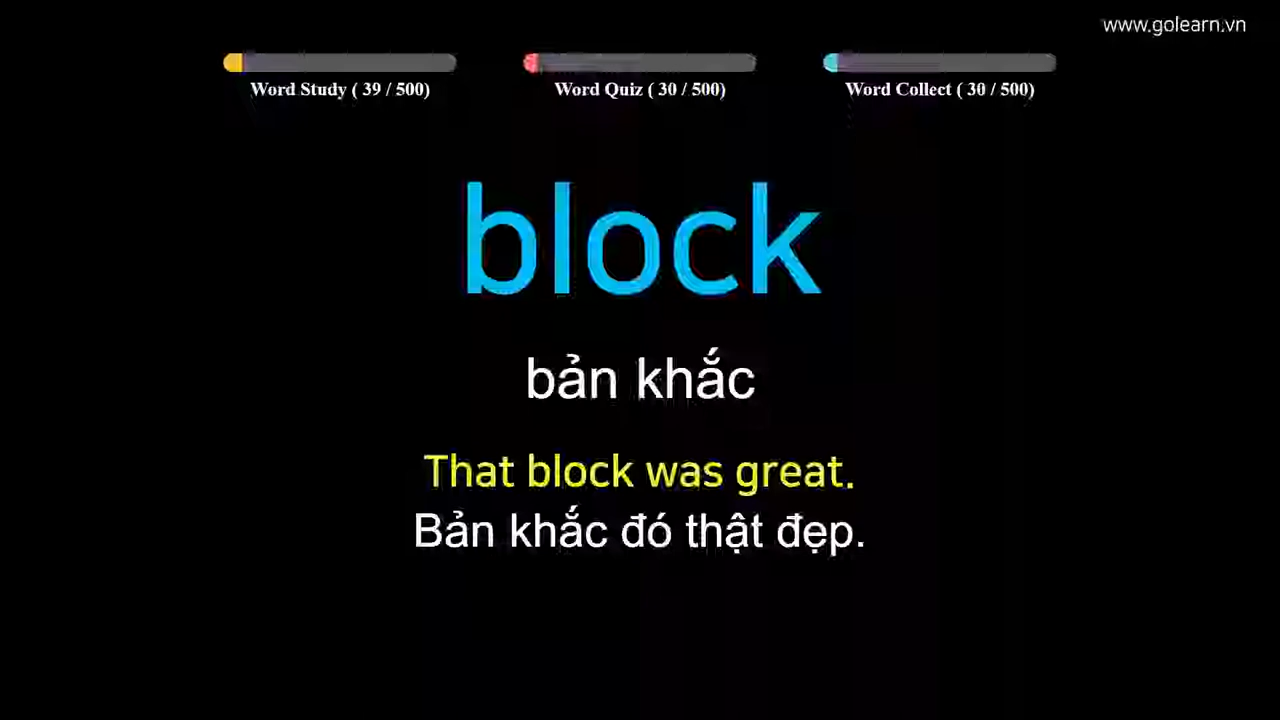 www.golearn.vn
Word Study ( 39 / 500)
Word Quiz ( 30 / 500)
Word Collect ( 30 / 500)
block
bản khắc
That block was great.
Bản khắc đó thật đẹp.